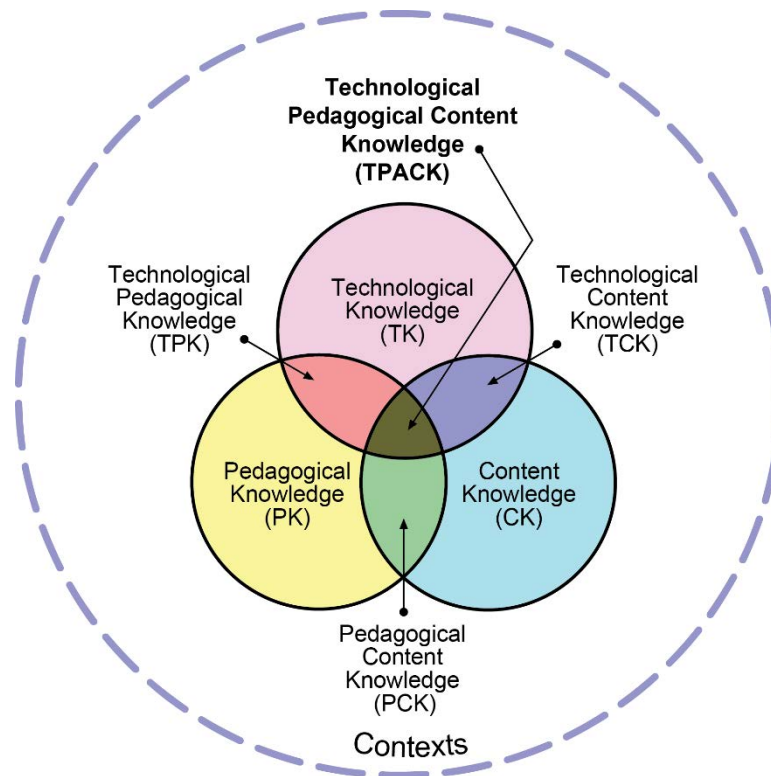 Technological
Pedagogical Content
Knowledge
(TPACK)
Technological
Pedagogical
Knowledge
(TPK)
Technological
Knowledge
(TK)
Technological
Content
Knowledge
(TCK)
Pedagogical
Knowledge
(PK)
Content
Knowledge
(CK)
Pedagogical
Content
Knowledge
(PCK)
Contexts